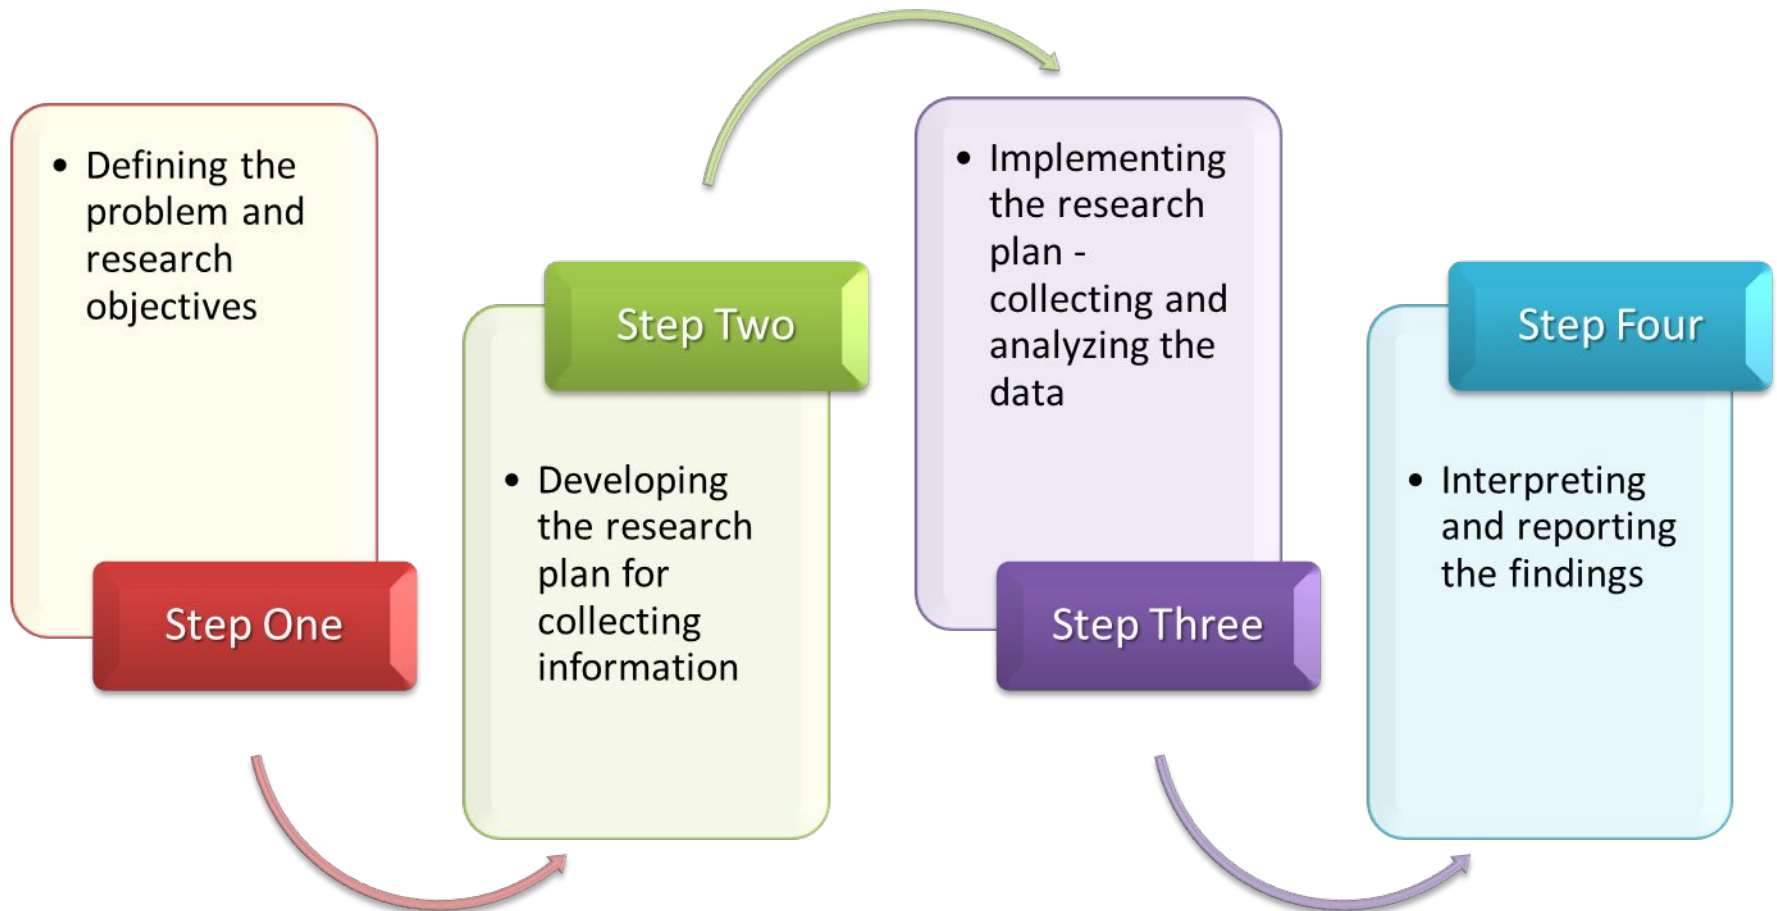 • Defining the
problem and
research
objectives
Step One
Step Two
• Developing
the research
plan for
collecting
information
• Implementing
the research
plan -
collecting and
analyzing the
data
Step Three
Step Four
• Interpreting
and reporting
the findings